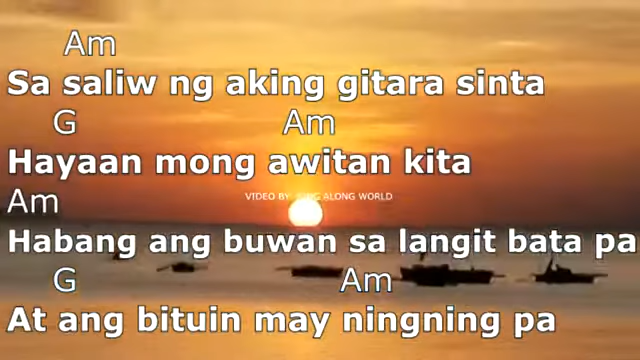 Am
Sa saliw ng aking gitara sinta
G Am
Hayaan mong awitan kita
Am
VIDEO BY: SING ALONG WORLD
Habang ang buwan sa langit bata pa
G Am
At ang bituin may ningning pa